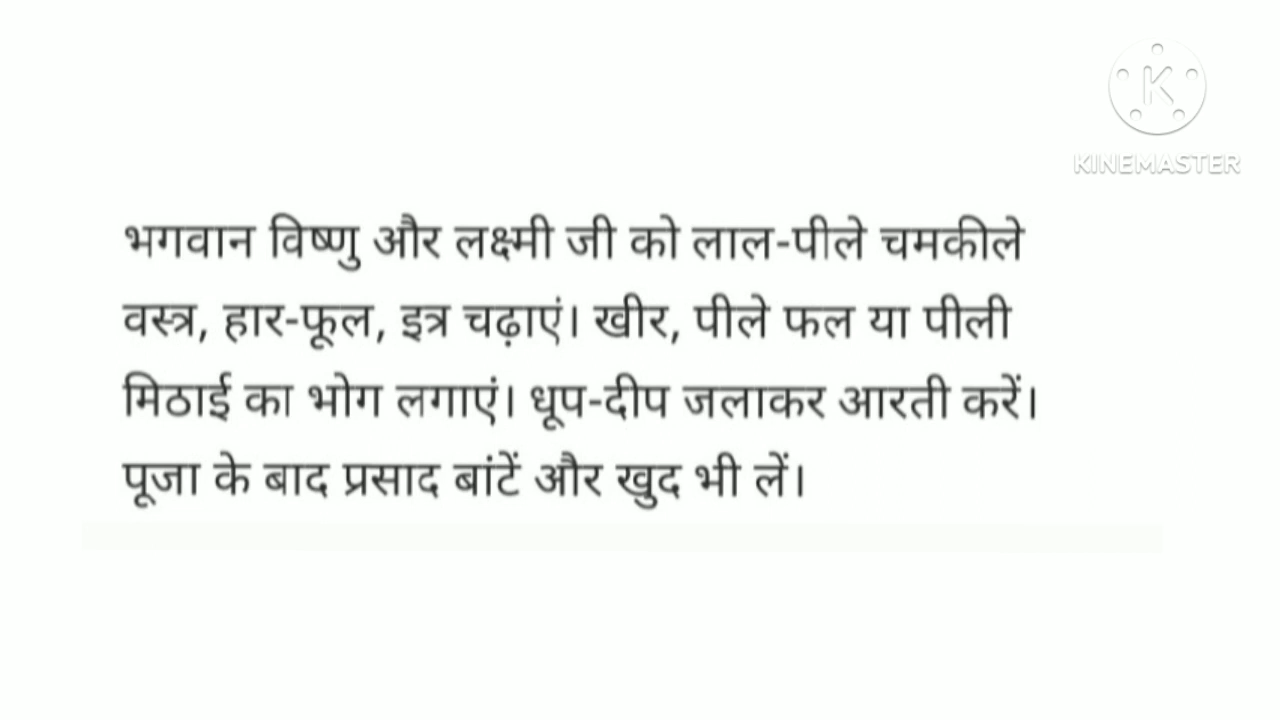 K
KINEMASTER
भगवान विष्णु और लक्ष्मी जी को लाल-पीले चमकीले
वस्त्र, हार-फूल, इत्र चढ़ाएं। खीर, पीले फल या पीली
मिठाई का भोग लगाएं। धूप-दीप जलाकर आरती करें।
पूजा के बाद प्रसाद बांटें और खुद भी लें।